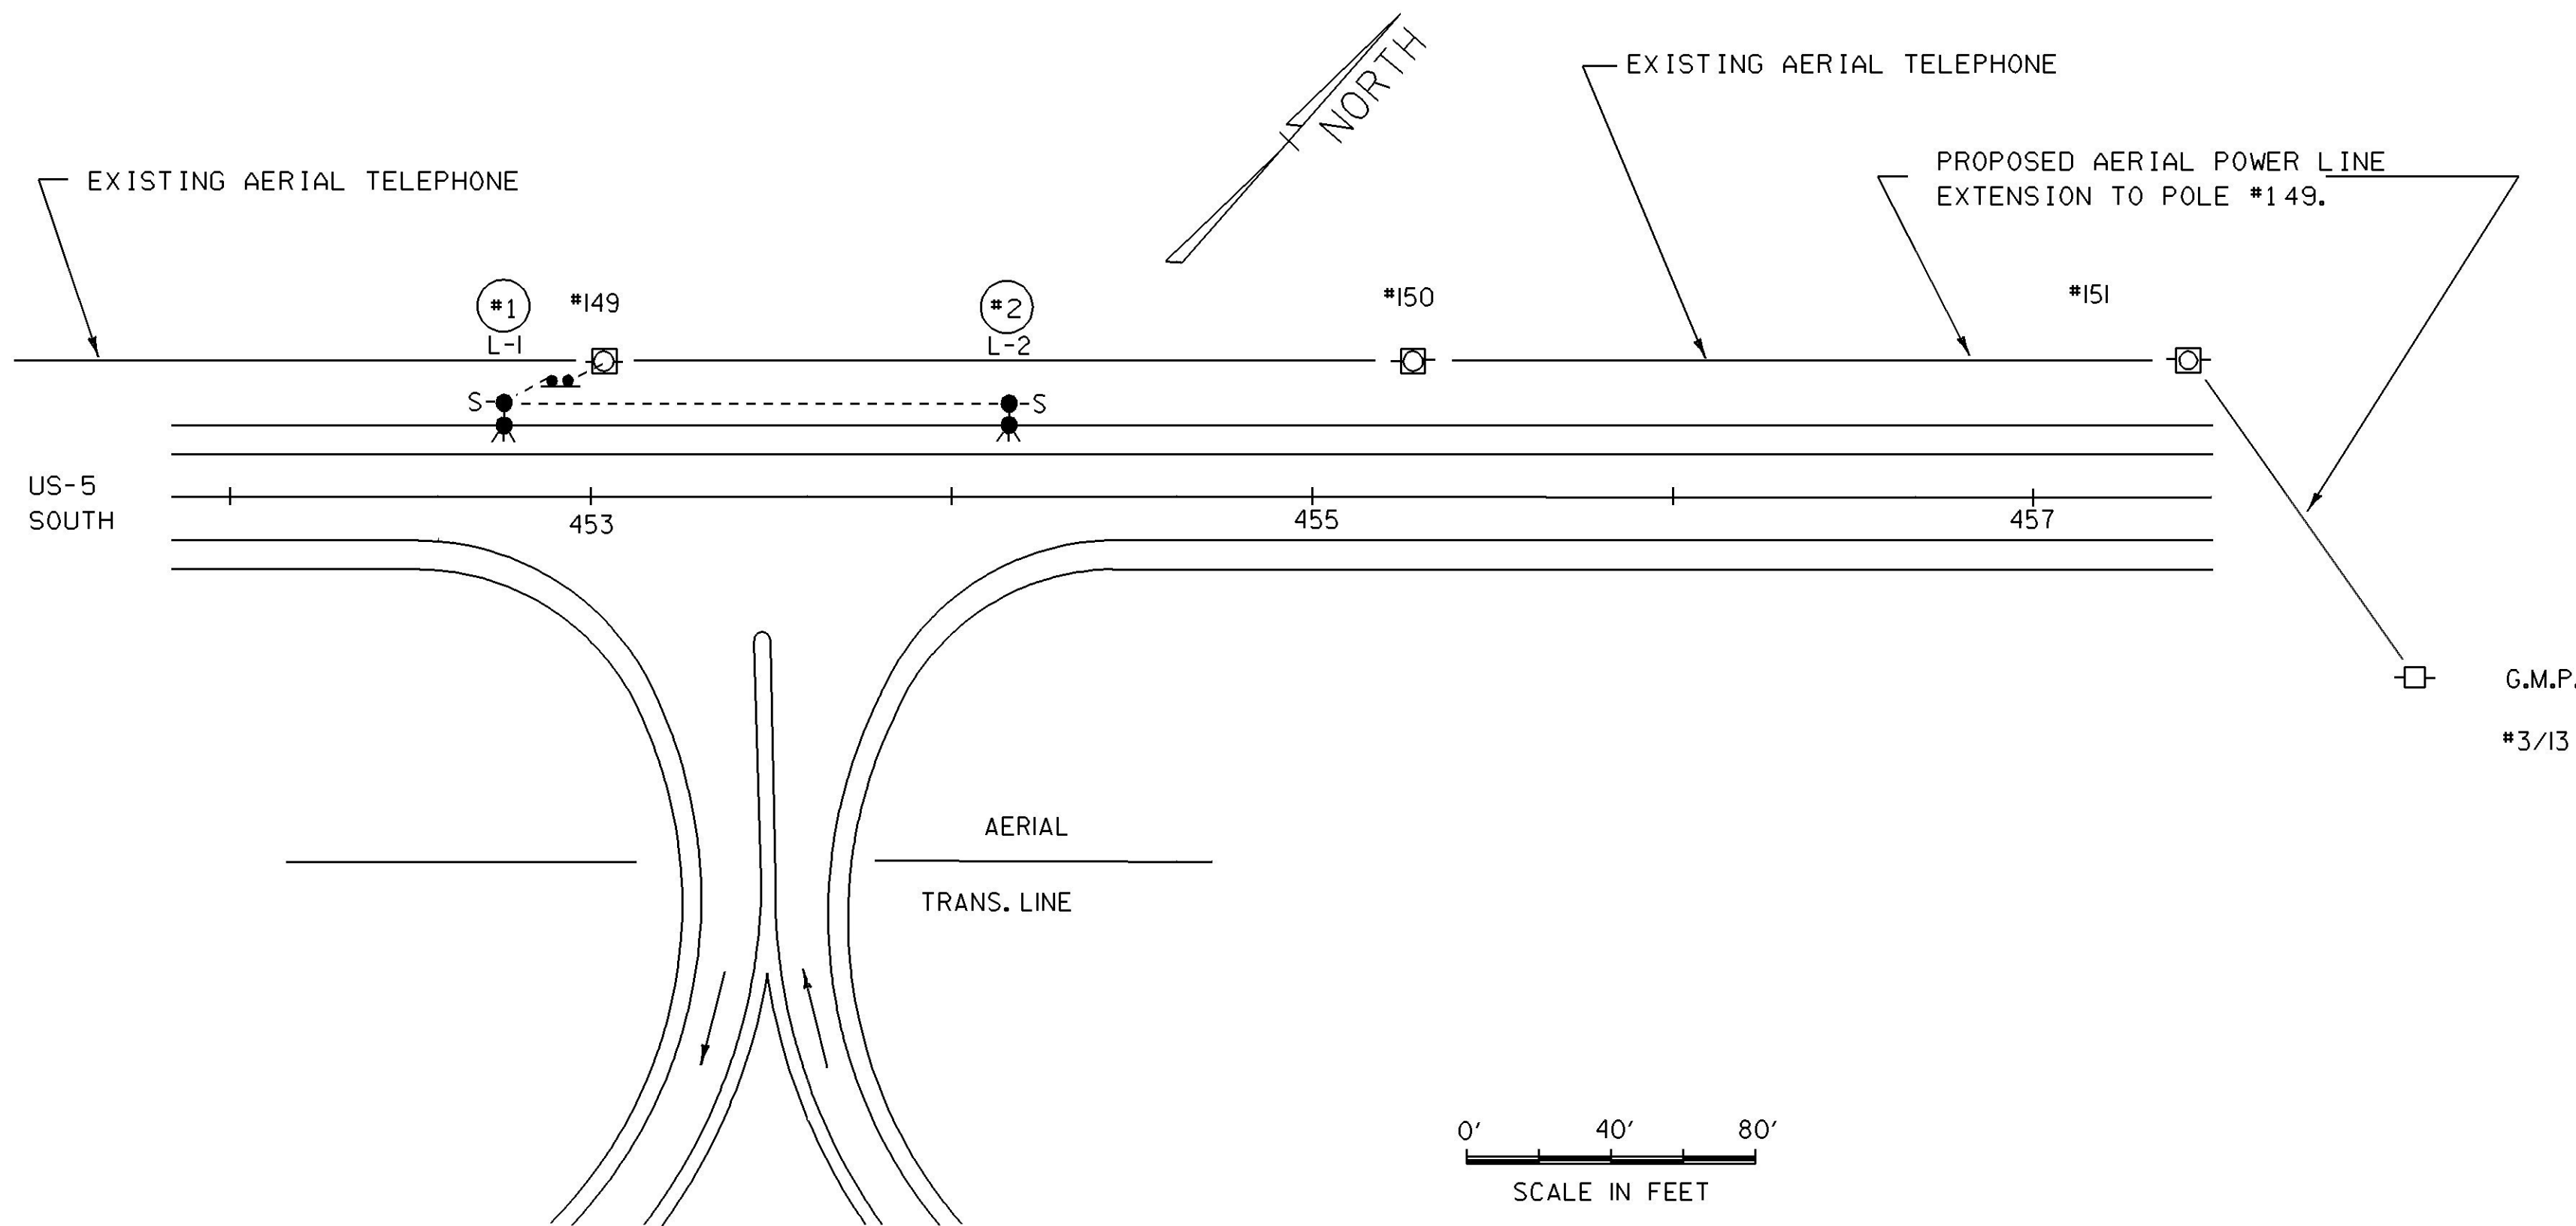 NORTH
EXISTING AERIAL TELEPHONE
PROPOSED AERIAL POWER LINE
EXTENSION TO POLE #149.
EXISTING AERIAL TELEPHONE
#1
#149
#2
#150
#151
L-1
L-2
S
S
US-5
SOUTH
453
455
457
G.M.P.
#3/13
AERIAL
TRANS. LINE
0' 40' 80'
SCALE IN FEET